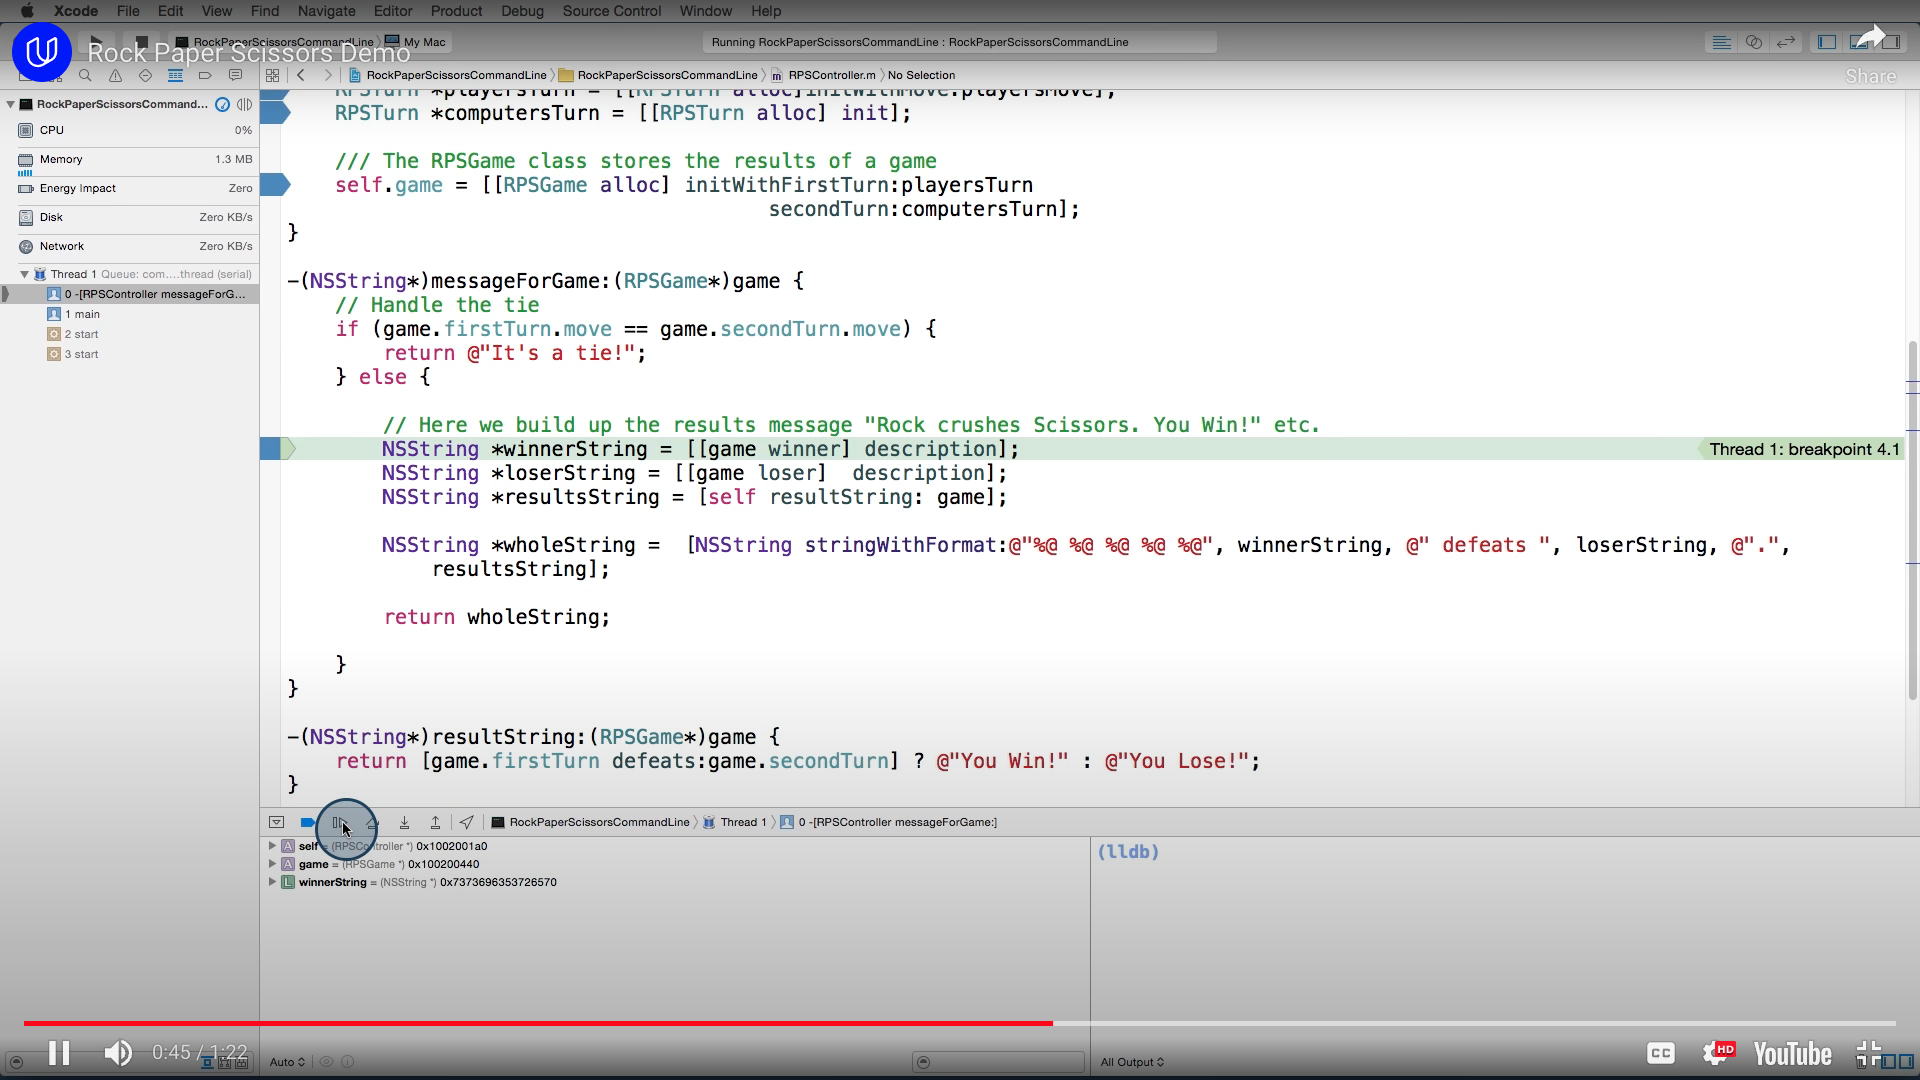 Xcode File Edit View Find Navigate Editor Product Debug Source Control Window Help
RockPaperScissorsCommandLine My Mac
Running RockPaperScissorsCommandLine : RockPaperScissorsCommandLine
Rock Paper Scissors Demo
Share
RockPaperScissorsCommandLine RockPaperScissorsCommandLine RPSController.m No Selection
RockPaperScissorsCommand...
CPU 0%
Memory 1.3 MB
Energy Impact Zero
Disk Zero KB/s
Network Zero KB/s
Thread 1 Queue: com....thread (serial)
0 -[RPSController messageForG...
1 main
2 start
3 start
RPSTurn *playersTurn = [[RPSTurn alloc]initWithMove:playersMove];
RPSTurn *computersTurn = [[RPSTurn alloc] init];
/// The RPSGame class stores the results of a game
self.game = [[RPSGame alloc] initWithFirstTurn:playersTurn
secondTurn:computersTurn];
}
-(NSString*)messageForGame:(RPSGame*)game {
// Handle the tie
if (game.firstTurn.move == game.secondTurn.move) {
return @"It's a tie!";
} else {
// Here we build up the results message "Rock crushes Scissors. You Win!" etc.
NSString *winnerString = [[game winner] description];
Thread 1: breakpoint 4.1
NSString *loserString = [[game loser]  description];
NSString *resultsString = [self resultString: game];
NSString *wholeString =  [NSString stringWithFormat:@"%@ %@ %@ %@ %@", winnerString, @" defeats ", loserString, @".",
resultsString];
return wholeString;
}
}
-(NSString*)resultString:(RPSGame*)game {
return [game.firstTurn defeats:game.secondTurn] ? @"You Win!" : @"You Lose!";
}
RockPaperScissorsCommandLine Thread 1 0 -[RPSController messageForGame:]
A self = (RPSController *) 0x1002001a0
A game = (RPSGame *) 0x100200440
L winnerString = (NSString *) 0x7373696353726570
(lldb)
0:45 / 1:22
Auto
All Output
CC
HD
YouTube